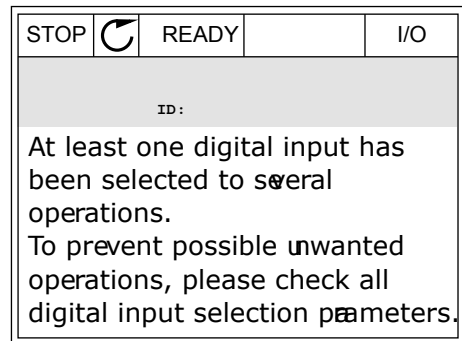 STOP READY I/O
ID:
At least one digital input has
been selected to several
operations.
To prevent possible unwanted
operations, please check all
digital input selection parameters.